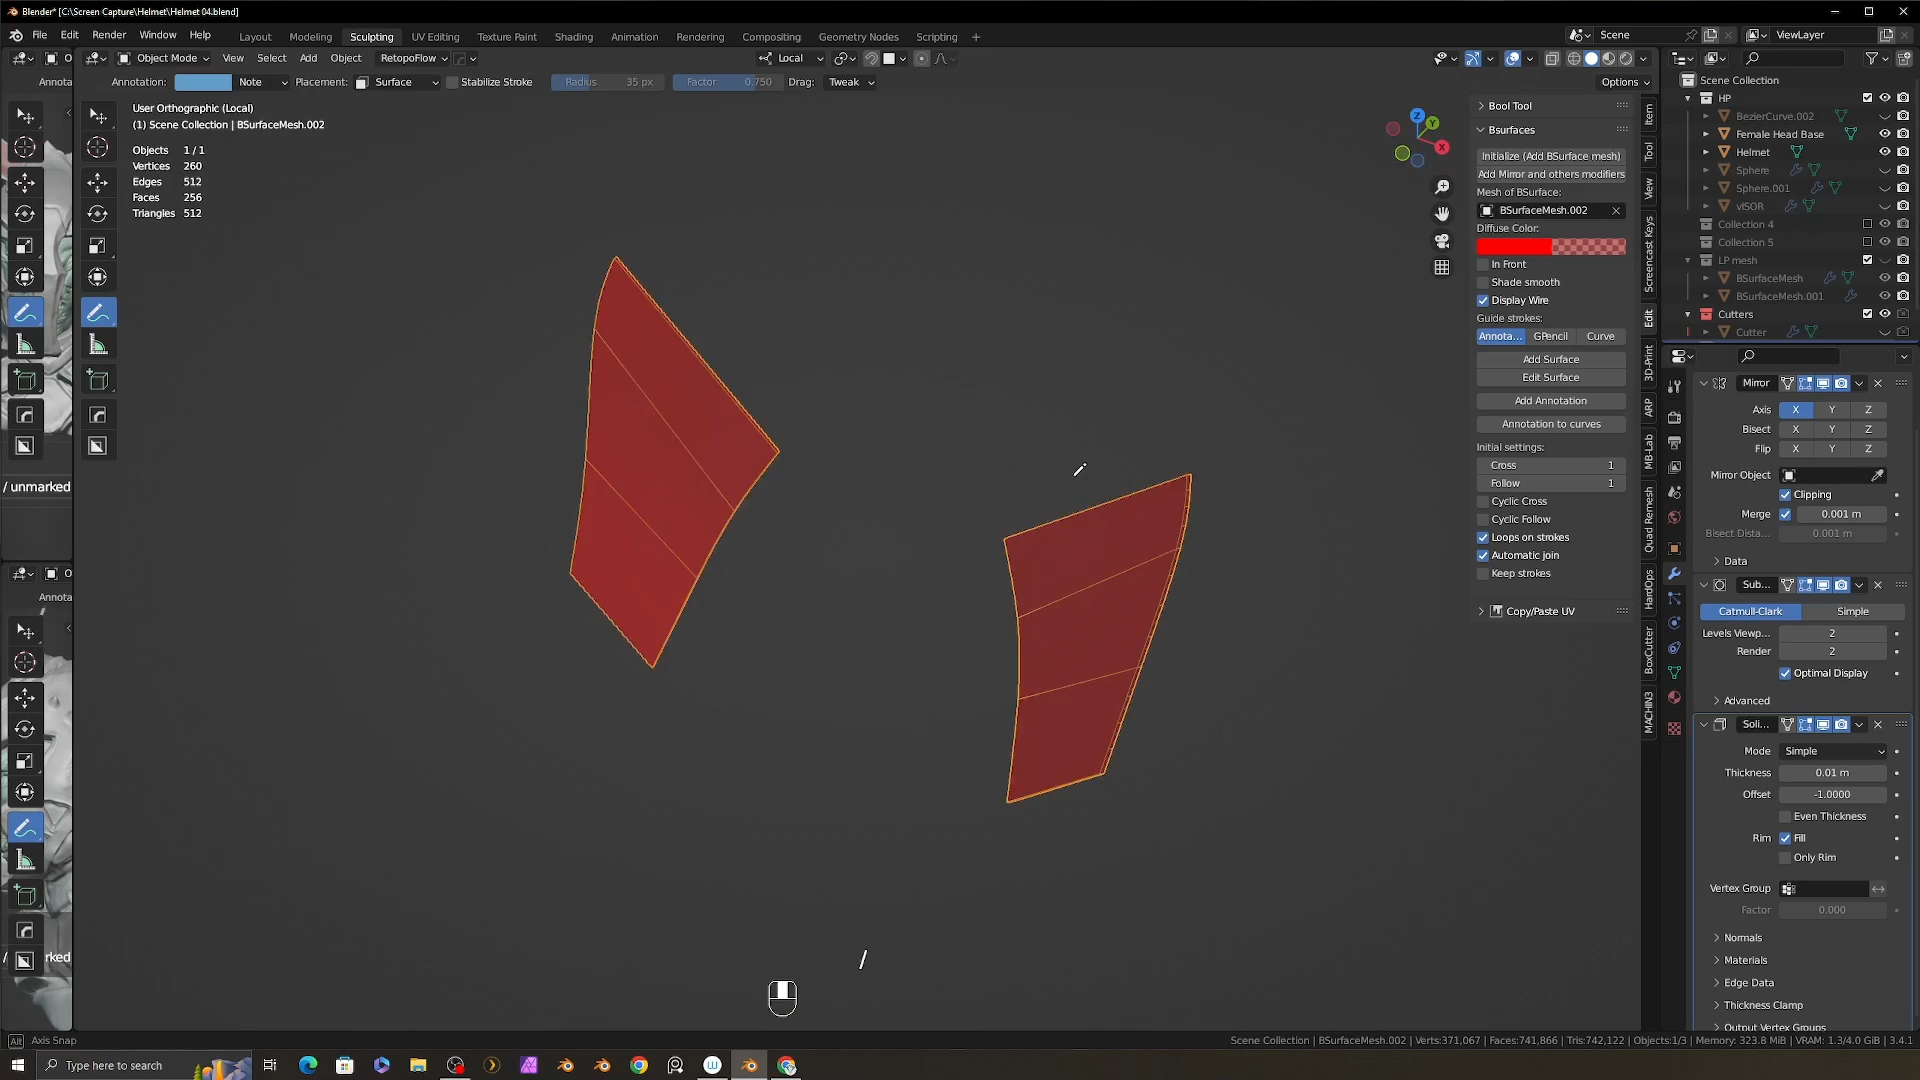 Blender* [C:\Screen Capture\Helmet\Helmet 04.blend]
File Edit Render Window Help
Layout Modeling Sculpting UV Editing Texture Paint Shading Animation Rendering Compositing Geometry Nodes Scripting +
Scene
ViewLayer
Object Mode View Select Add Object RetopoFlow
Local
Annota
Annotation: Note Placement: Surface Stabilize Stroke Radius 35 px Factor 0.750 Drag: Tweak
Options
User Orthographic (Local)
(1) Scene Collection | BSurfaceMesh.002
Objects 1 / 1
Vertices 260
Edges 512
Faces 256
Triangles 512
/ unmarked
Annota
rked
/
Z
Y
X
Bool Tool
Bsurfaces
Initialize (Add BSurface mesh)
Add Mirror and others modifiers
Mesh of BSurface:
BSurfaceMesh.002
Diffuse Color:
In Front
Shade smooth
Display Wire
Guide strokes:
Annota... GPencil Curve
Add Surface
Edit Surface
Add Annotation
Annotation to curves
Initial settings:
Cross 1
Follow 1
Cyclic Cross
Cyclic Follow
Loops on strokes
Automatic join
Keep strokes
Copy/Paste UV
Item
Tool
View
Screencast Keys
Edit
3D-Print
ARP
MB-Lab
Quad Remesh
HardOps
BoxCutter
MACHIN3
Scene Collection
HP
BezierCurve.002
Female Head Base
Helmet
Sphere
Sphere.001
vISOR
Collection 4
Collection 5
LP mesh
BSurfaceMesh
BSurfaceMesh.001
Cutters
Cutter
Mirror
Axis X Y Z
Bisect X Y Z
Flip X Y Z
Mirror Object
Clipping
Merge 0.001 m
Bisect Dista... 0.001 m
Data
Sub...
Catmull-Clark Simple
Levels Viewp... 2
Render 2
Optimal Display
Advanced
Soli...
Mode Simple
Thickness 0.01 m
Offset -1.0000
Even Thickness
Rim Fill
Only Rim
Vertex Group
Factor 0.000
Normals
Materials
Edge Data
Thickness Clamp
Output Vertex Groups
Alt Axis Snap
Scene Collection | BSurfaceMesh.002 | Verts:371,067 | Faces:741,866 | Tris:742,122 | Objects:1/3 | Memory: 323.8 MiB | VRAM: 1.3/4.0 GiB | 3.4.1
Type here to search